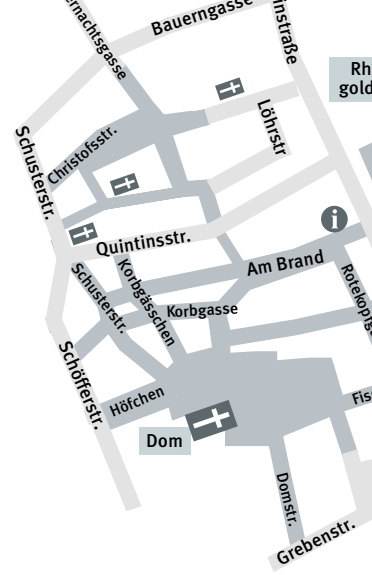 Bauerngasse
Löhrstr
Schusterstr.
Christofsstr.
Quintinsstr.
i
Am Brand
Schusterstr.
Korbgässchen
Korbgasse
Schöfferstr.
Höfchen
Dom
Domstr.
Grebenstr.